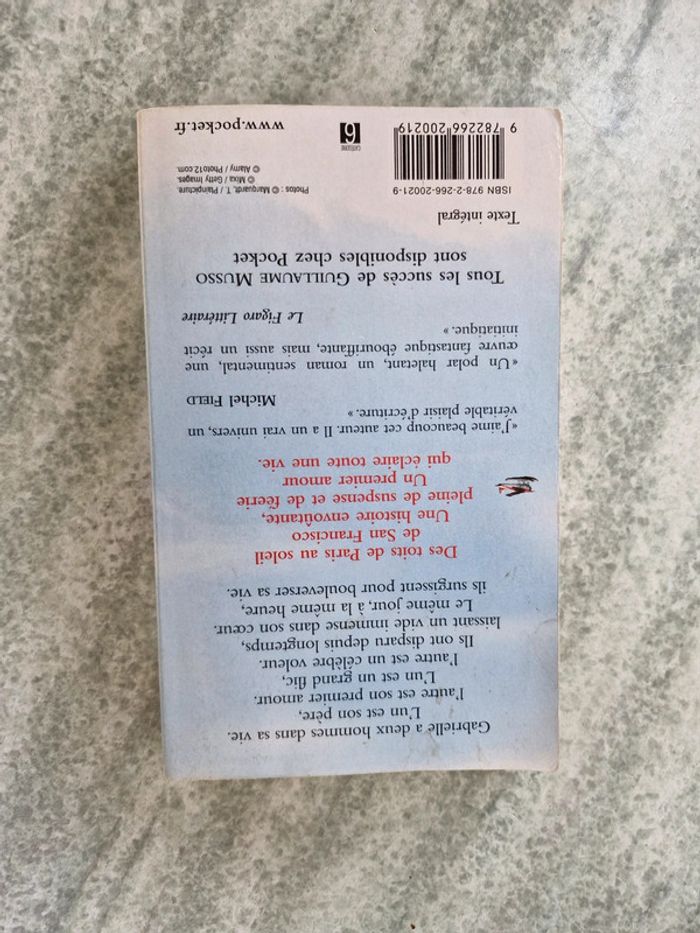 Gabrielle a deux hommes dans sa vie.
L'un est son père,
l'autre est son premier amour.
L'un est un grand flic,
l'autre est un célèbre voleur.
Ils ont disparu depuis longtemps,
laissant un vide immense dans son cœur.
Le même jour, à la même heure,
ils surgissent pour bouleverser sa vie.
Des toits de Paris au soleil
de San Francisco
Une histoire envoûtante,
pleine de suspense et de féerie
Un premier amour
qui éclaire toute une vie.
« J'aime beaucoup cet auteur. Il a un vrai univers, un
véritable plaisir d'écriture. »
Michel FIELD
« Un polar haletant, un roman sentimental, une
œuvre fantastique ébouriffante, mais aussi un récit
initiatique. »
Le Figaro Littéraire
Tous les succès de GUILLAUME MUSSO
sont disponibles chez Pocket
Texte intégral
Photos : © Marquardt, T. / Plainpicture.
© Mixa / Getty Images.
© Alamy / Photo12.com.
ISBN 978-2-266-20021-9
9 782266 200219
6
CATÉGORIE
www.pocket.fr